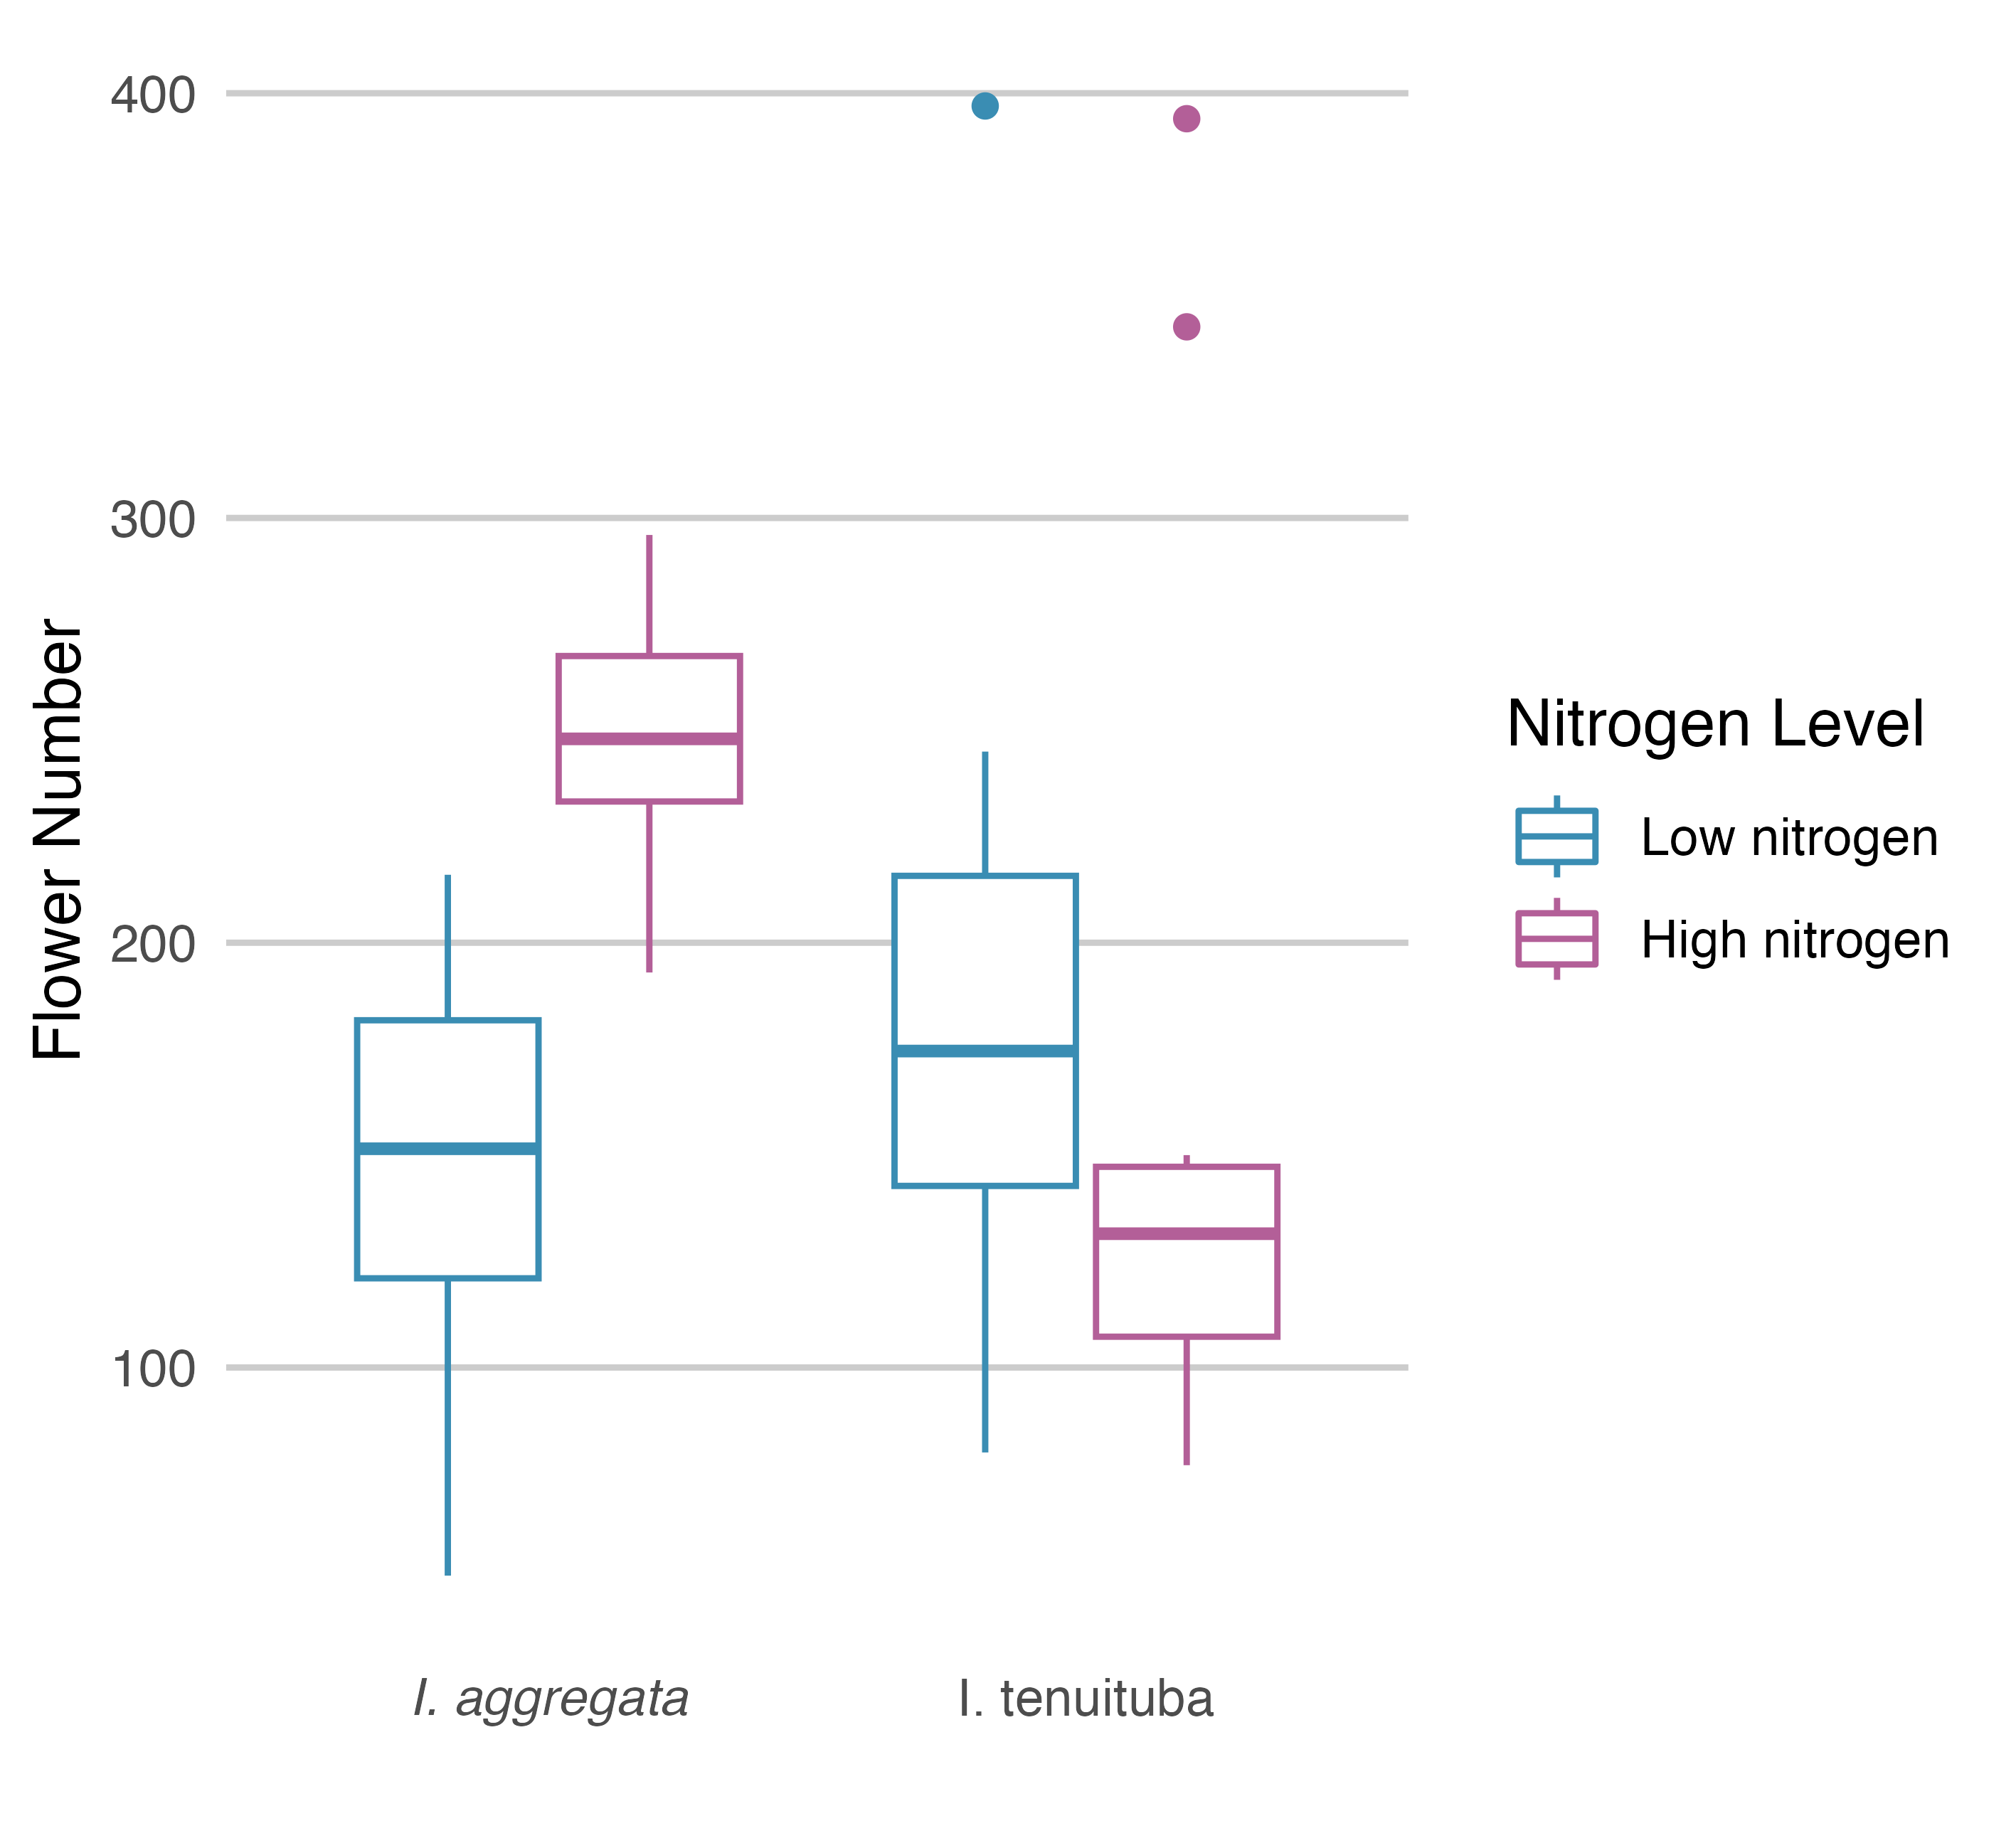 400
300
200
100
Flower Number
I. aggregata
I. tenuituba
Nitrogen Level
Low nitrogen
High nitrogen